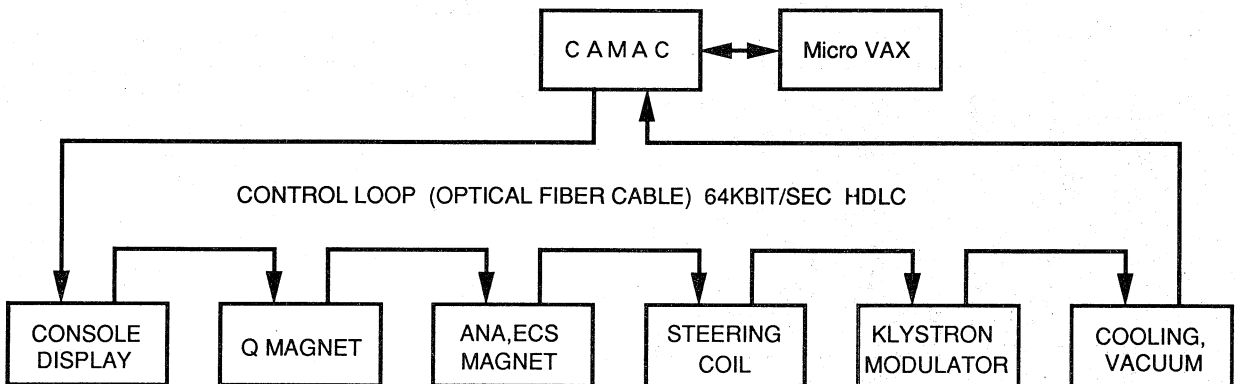 C A M A C
Micro VAX
CONTROL LOOP (OPTICAL FIBER CABLE) 64KBIT/SEC HDLC
CONSOLE
DISPLAY
Q MAGNET
ANA,ECS
MAGNET
STEERING
COIL
KLYSTRON
MODULATOR
COOLING,
VACUUM